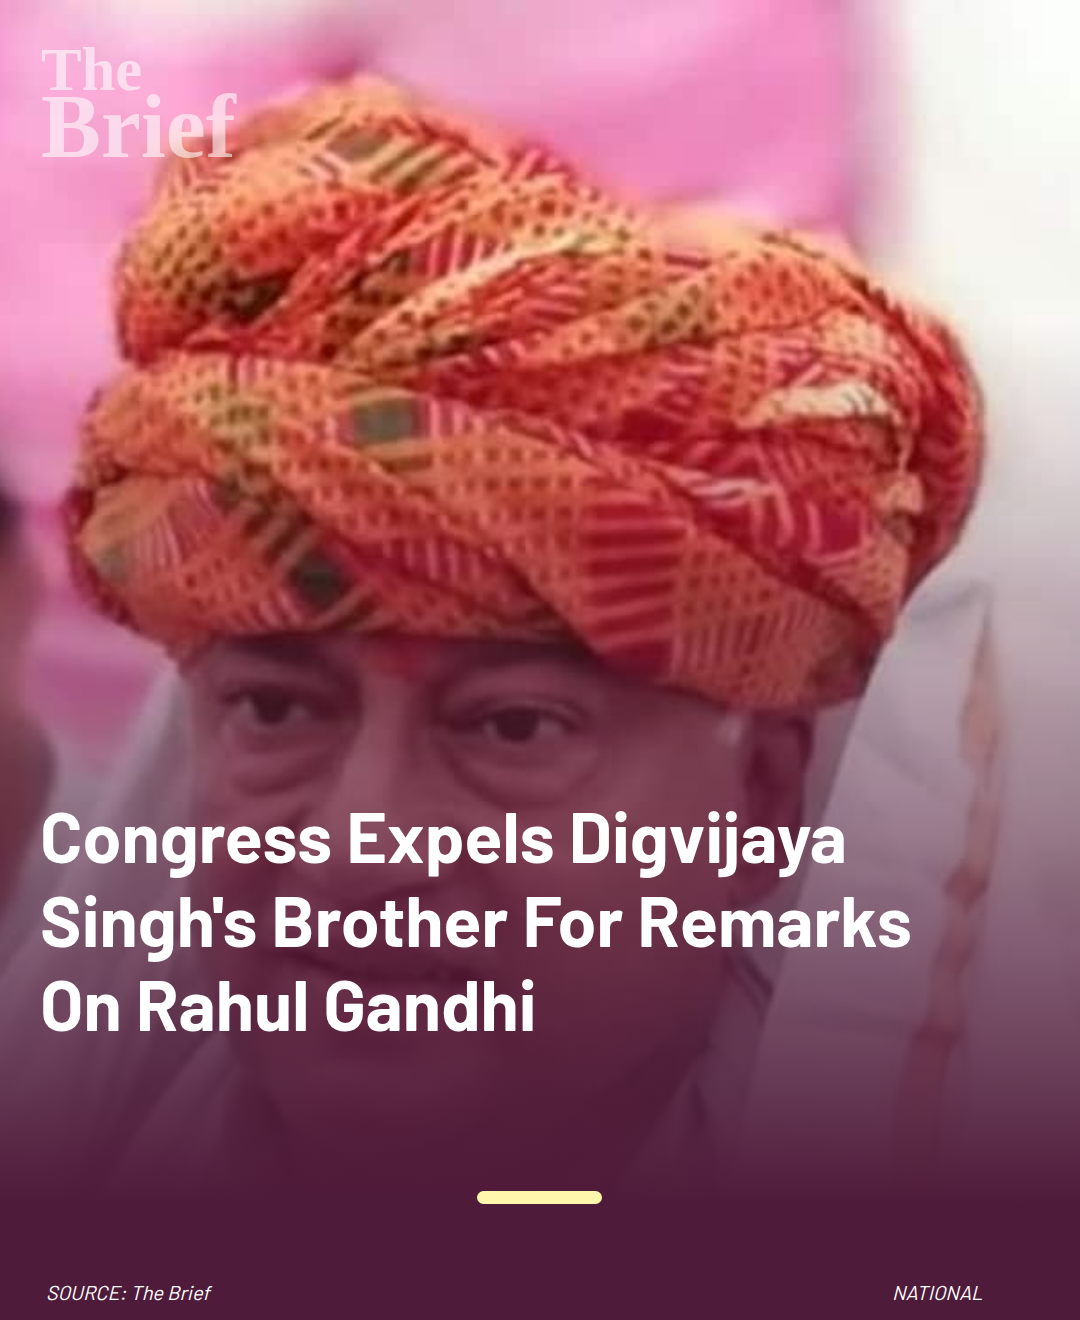 The
Brief
Congress Expels Digvijaya
Singh's Brother For Remarks
On Rahul Gandhi
SOURCE: The Brief
NATIONAL